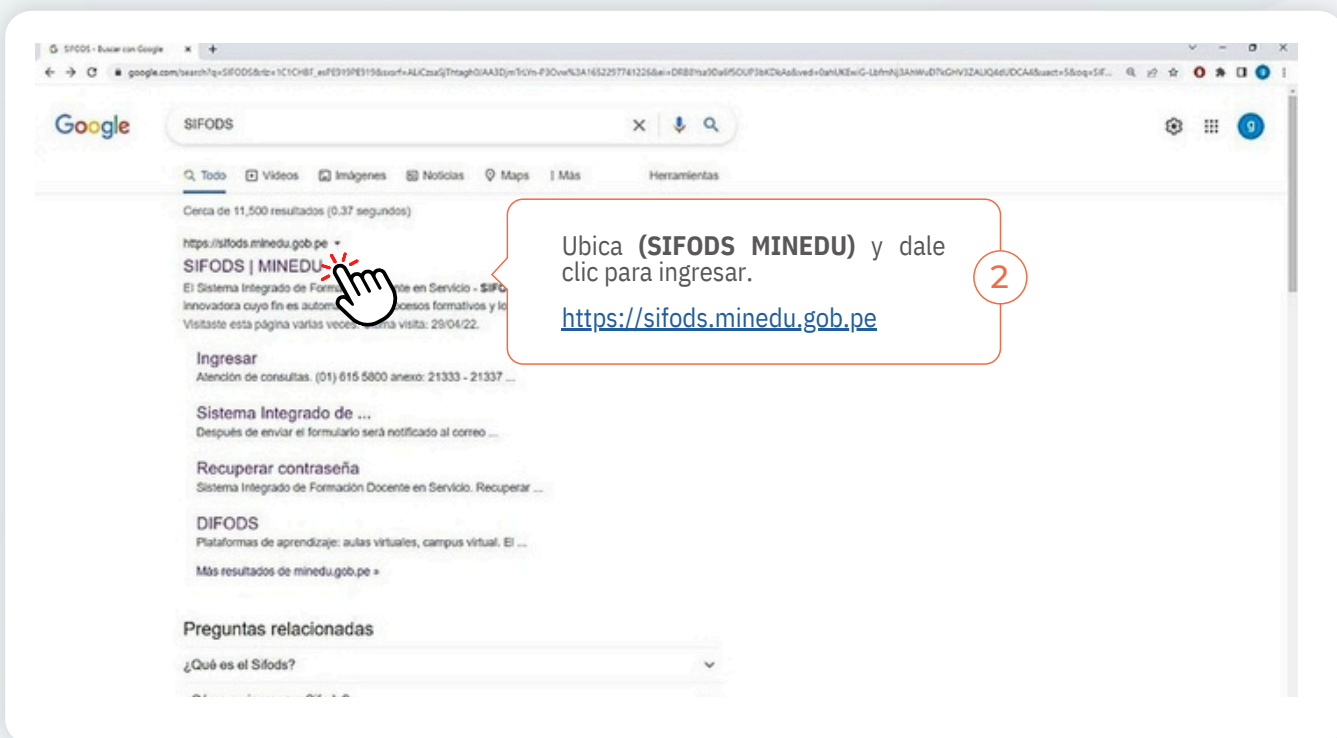 SIFODS - Buscar con Google
Google
SIFODS
Todo Videos Imágenes Noticias Maps Más Herramientas
Cerca de 11,500 resultados (0.37 segundos)
https://sifods.minedu.gob.pe
SIFODS | MINEDU
El Sistema Integrado de Form nte en Servicio - SIFO
innovadora cuyo fin es autom cesos formativos y lo
Visitaste esta página varias veces. visita: 29/04/22.
Ubica (SIFODS MINEDU) y dale
clic para ingresar.
https://sifods.minedu.gob.pe
2
Ingresar
Atención de consultas. (01) 615 5800 anexo: 21333 - 21337 ...
Sistema Integrado de ...
Después de enviar el formulario será notificado al correo ...
Recuperar contraseña
Sistema Integrado de Formación Docente en Servicio. Recuperar ...
DIFODS
Plataformas de aprendizaje: aulas virtuales, campus virtual. El ...
Más resultados de minedu.gob.pe »
Preguntas relacionadas
¿Qué es el Sifods?